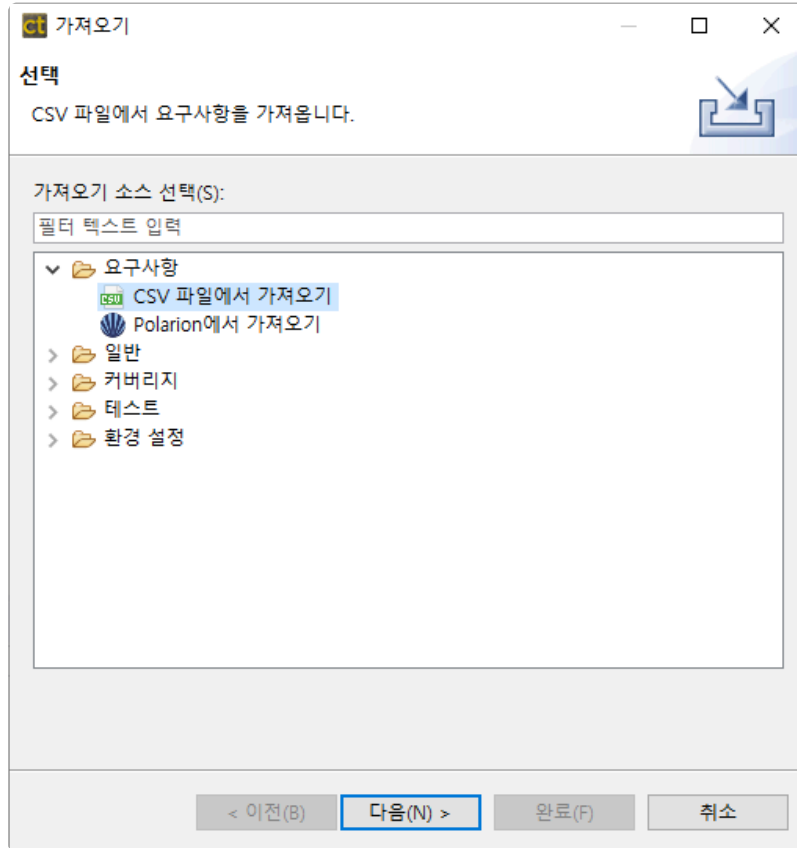 ct 가져오기
선택
CSV 파일에서 요구사항을 가져옵니다.
가져오기 소스 선택(S):
필터 텍스트 입력
요구사항
CSV CSV 파일에서 가져오기
Polarion에서 가져오기
일반
커버리지
테스트
환경 설정
< 이전(B) 다음(N) > 완료(F) 취소